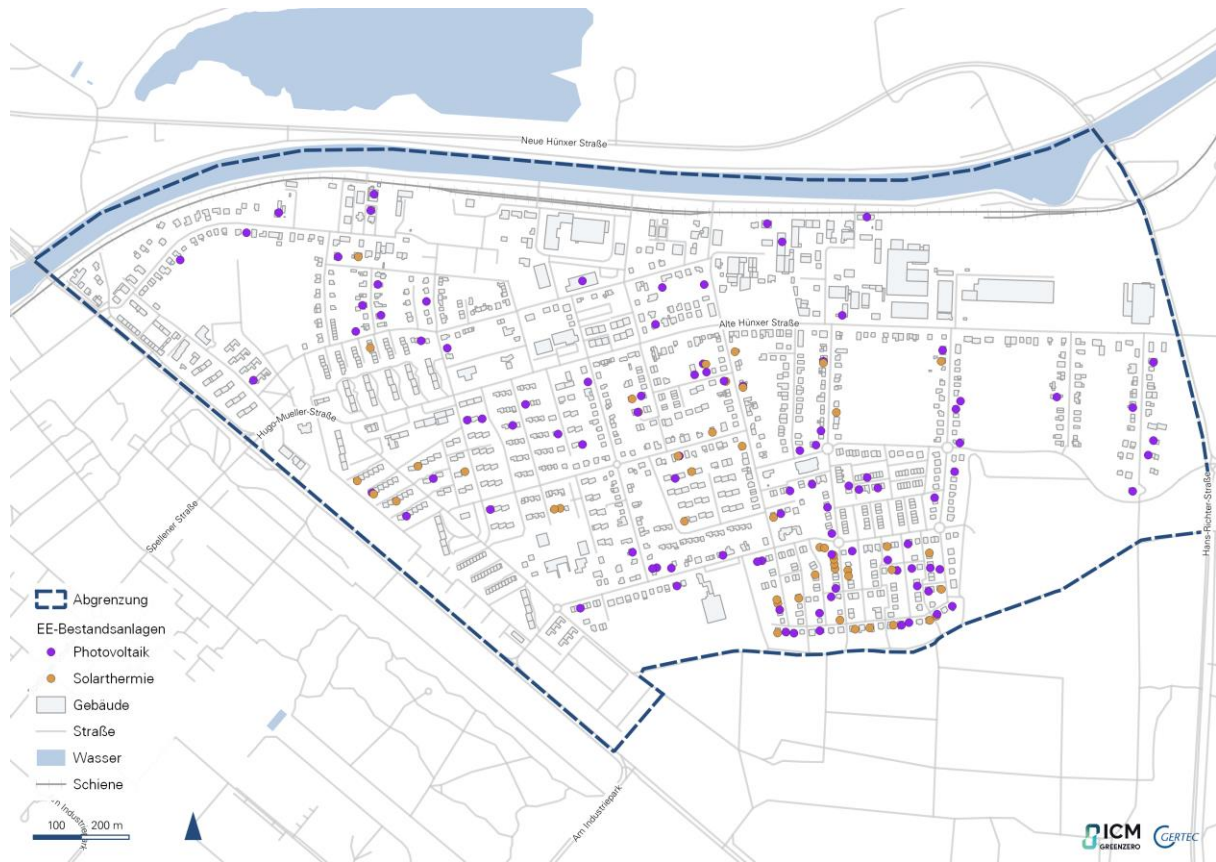 Neue Hünxer Straße
Alte Hünxer Straße
Hugo-Mueller-Straße
Spellener Straße
Hans-Richter-Straße
Abgrenzung
EE-Bestandsanlagen
Photovoltaik
Solarthermie
Gebäude
Straße
Wasser
Schiene
Am Industriepark
100 200 m
ICM
GREENZERO
GERTEC